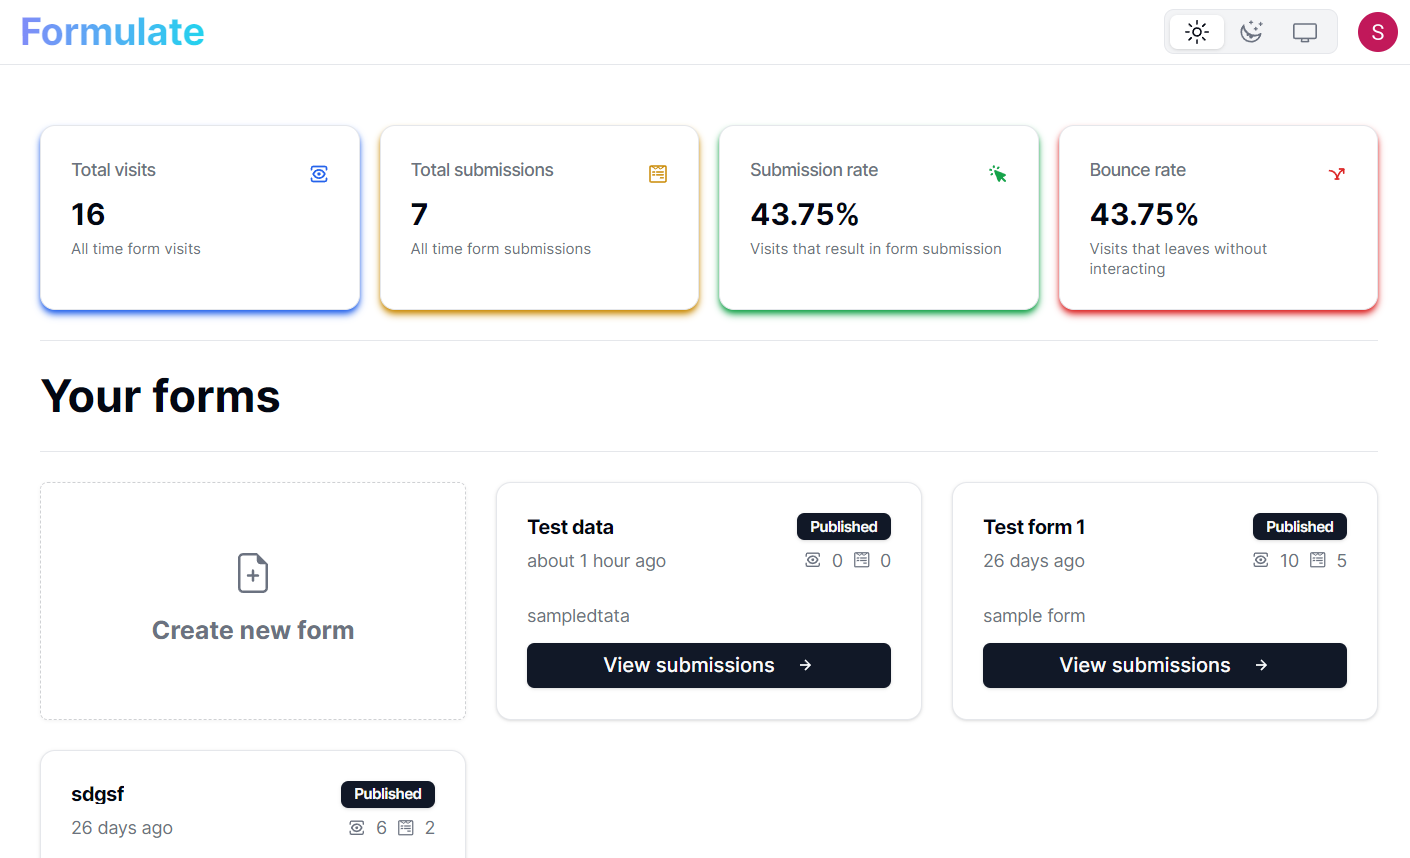 Formulate
S
Total visits
16
All time form visits
Total submissions
7
All time form submissions
Submission rate
43.75%
Visits that result in form submission
Bounce rate
43.75%
Visits that leaves without
interacting
Your forms
Create new form
Test data
Published
about 1 hour ago
0 0
sampledtata
View submissions
Test form 1
Published
26 days ago
10 5
sample form
View submissions
sdgsf
Published
26 days ago
6 2